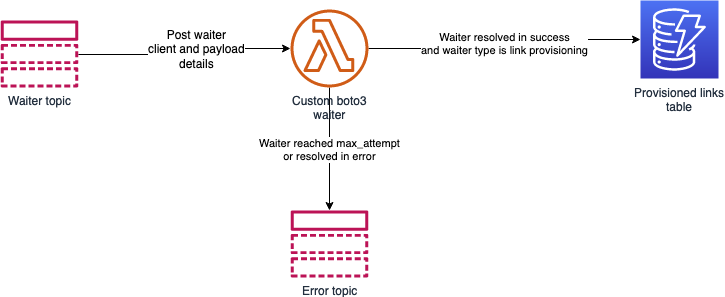 Post waiter
client and payload
details
Waiter resolved in success
and waiter type is link provisioning
Waiter topic
Custom boto3
waiter
Provisioned links
table
Waiter reached max_attempt
or resolved in error
Error topic